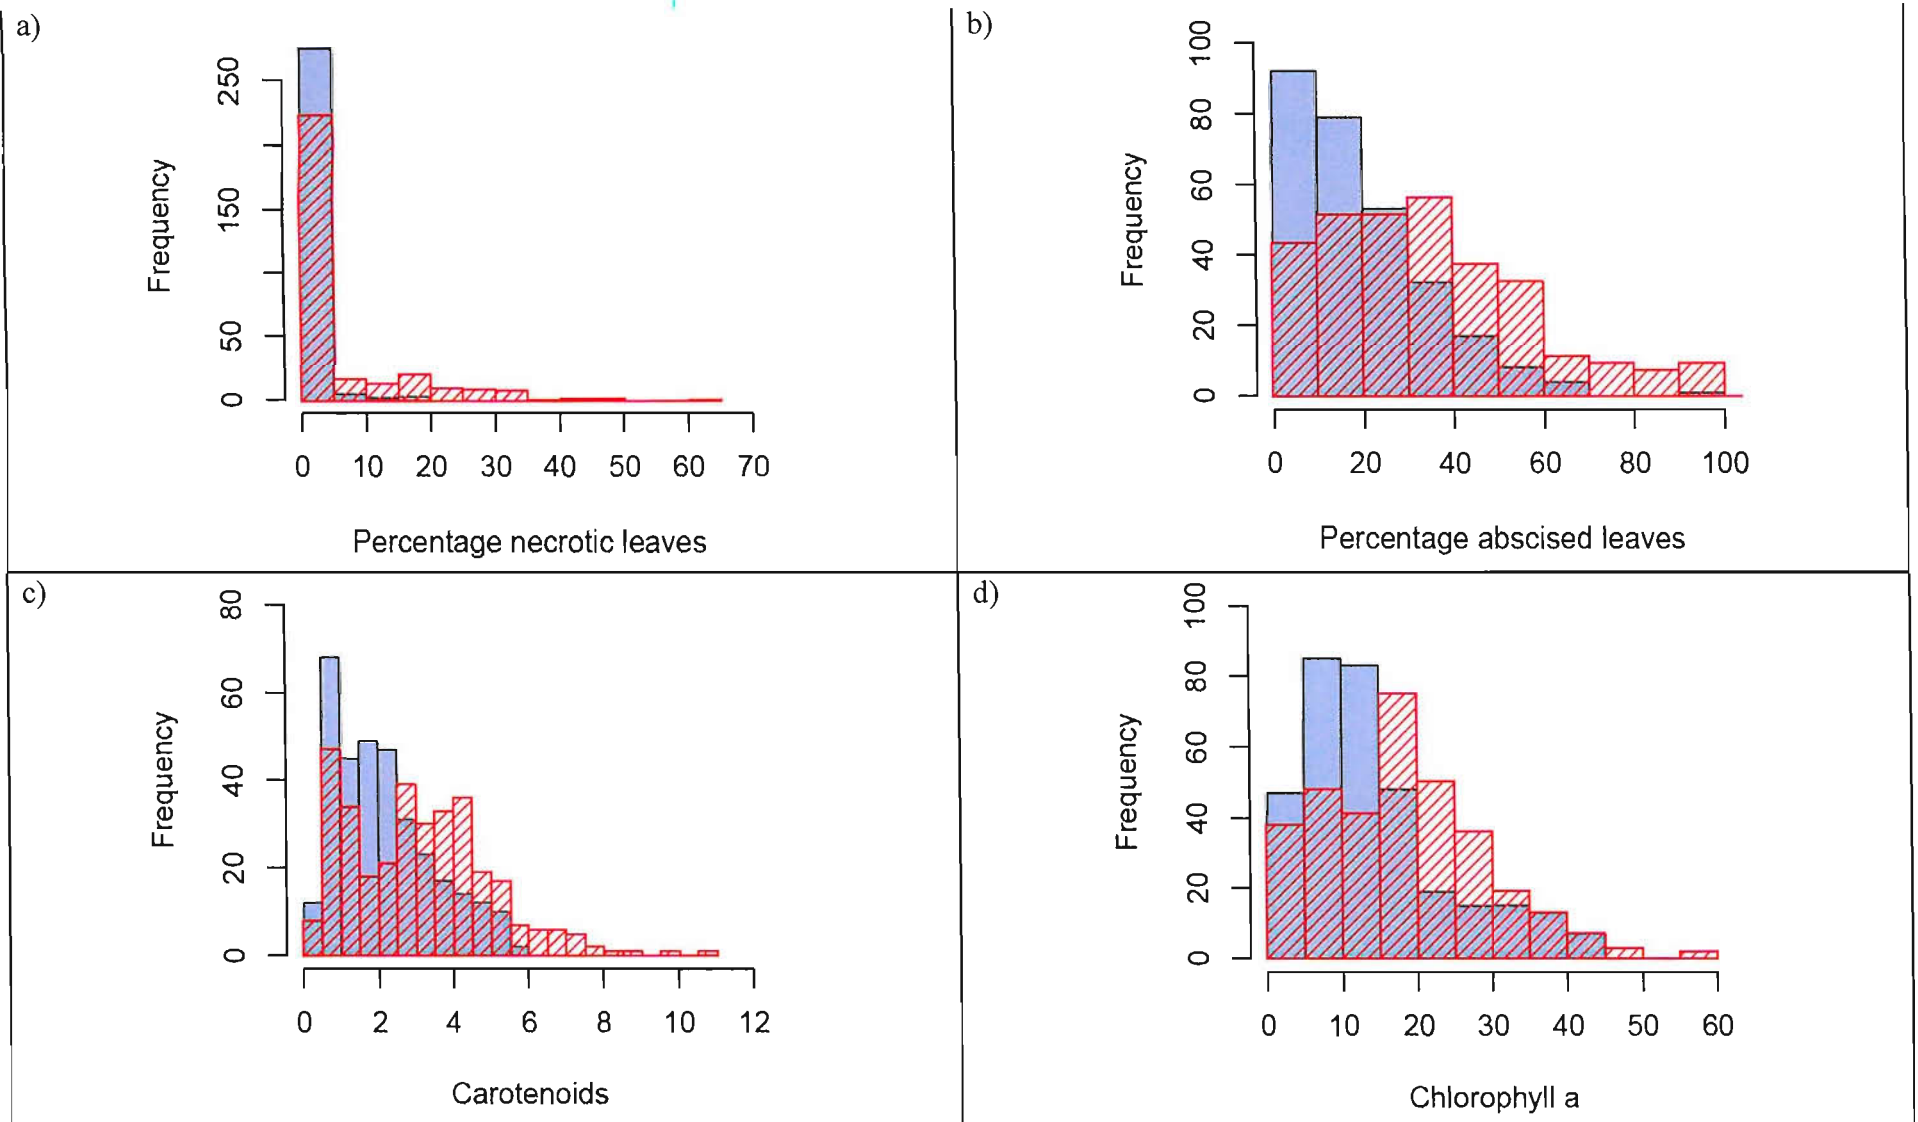 a)
250
150
50
0
Frequency
0 10 20 30 40 50 60 70
Percentage necrotic leaves
b)
100
80
60
40
20
0
Frequency
0 20 40 60 80 100
Percentage abscised leaves
c)
80
60
40
20
0
Frequency
0 2 4 6 8 10 12
Carotenoids
d)
100
80
60
40
20
0
Frequency
0 10 20 30 40 50 60
Chlorophyll a